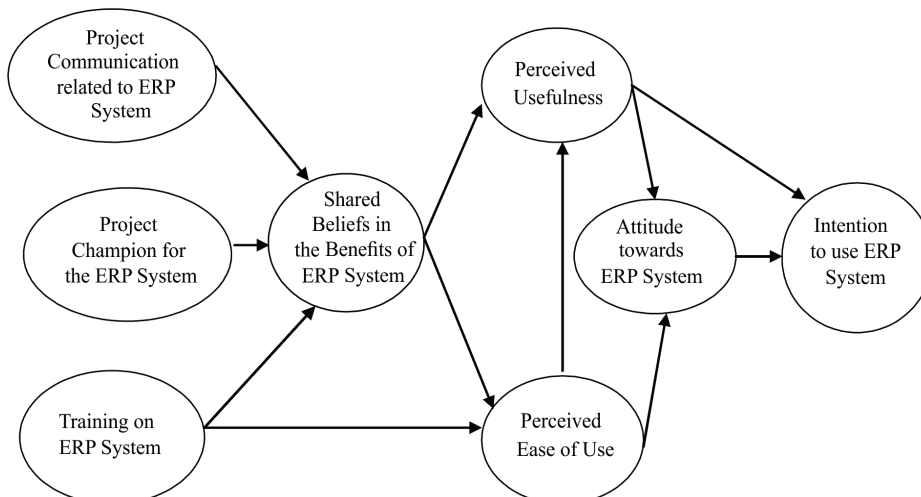 Project
Communication
related to ERP
System
Project
Champion for
the ERP System
Training on
ERP System
Shared
Beliefs in
the Benefits of
ERP System
Perceived
Usefulness
Perceived
Ease of Use
Attitude
towards
ERP System
Intention
to use ERP
System